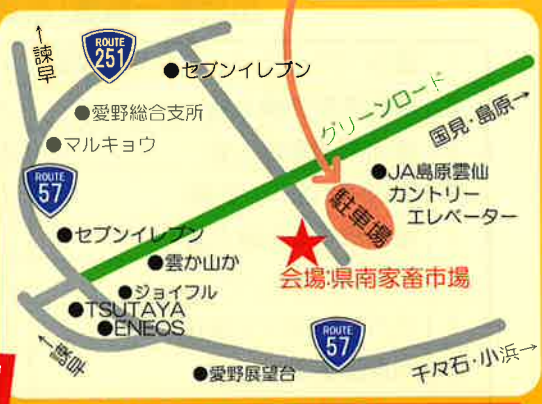 ↑諫早
ROUTE
251
●セブンイレブン
●愛野総合支所
●マルキョウ
グリーンロード
国見・島原→
ROUTE
57
●JA島原雲仙
カントリー
エレベーター
駐車場
●セブンイレブン
●雲か山か
会場:県南家畜市場
●ジョイフル
●TSUTAYA
●ENEOS
↑諫早
ROUTE
57
●愛野展望台
千々石・小浜→